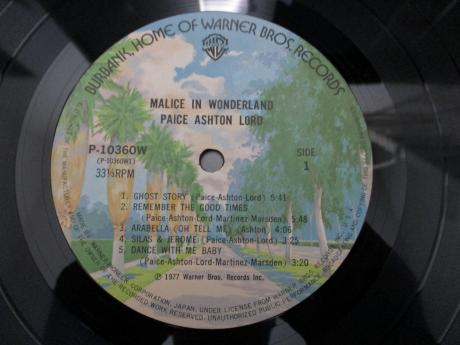 "BURBANK, HOME OF WARNER BROS. RECORDS
MALICE IN WONDERLAND
PAICE ASHTON LORD
P-10360W
(P-10360W1)
33⅓RPM
SIDE
1
1. GHOST STORY (Paice-Ashton-Lord) 5:41
2. REMEMBER THE GOOD TIMES
(Paice-Ashton-Lord-Martinez-Marsden) 5:48
3. ARABELLA (OH TELL ME) (Ashton) 4:06
4. SILAS & JEROME (Paice-Ashton-Lord) 3:25
5. DANCE WITH ME BABY
(Paice-Ashton-Lord-Martinez-Marsden) 3:20
℗ 1977 Warner Bros. Records Inc.
CORPORATION, JAPAN. UNDER LICENSE FROM WARNER BROS. RECORDS INC.
RECORDED WORK RESERVED. UNAUTHORIZED PUBLIC PERFORMANCE